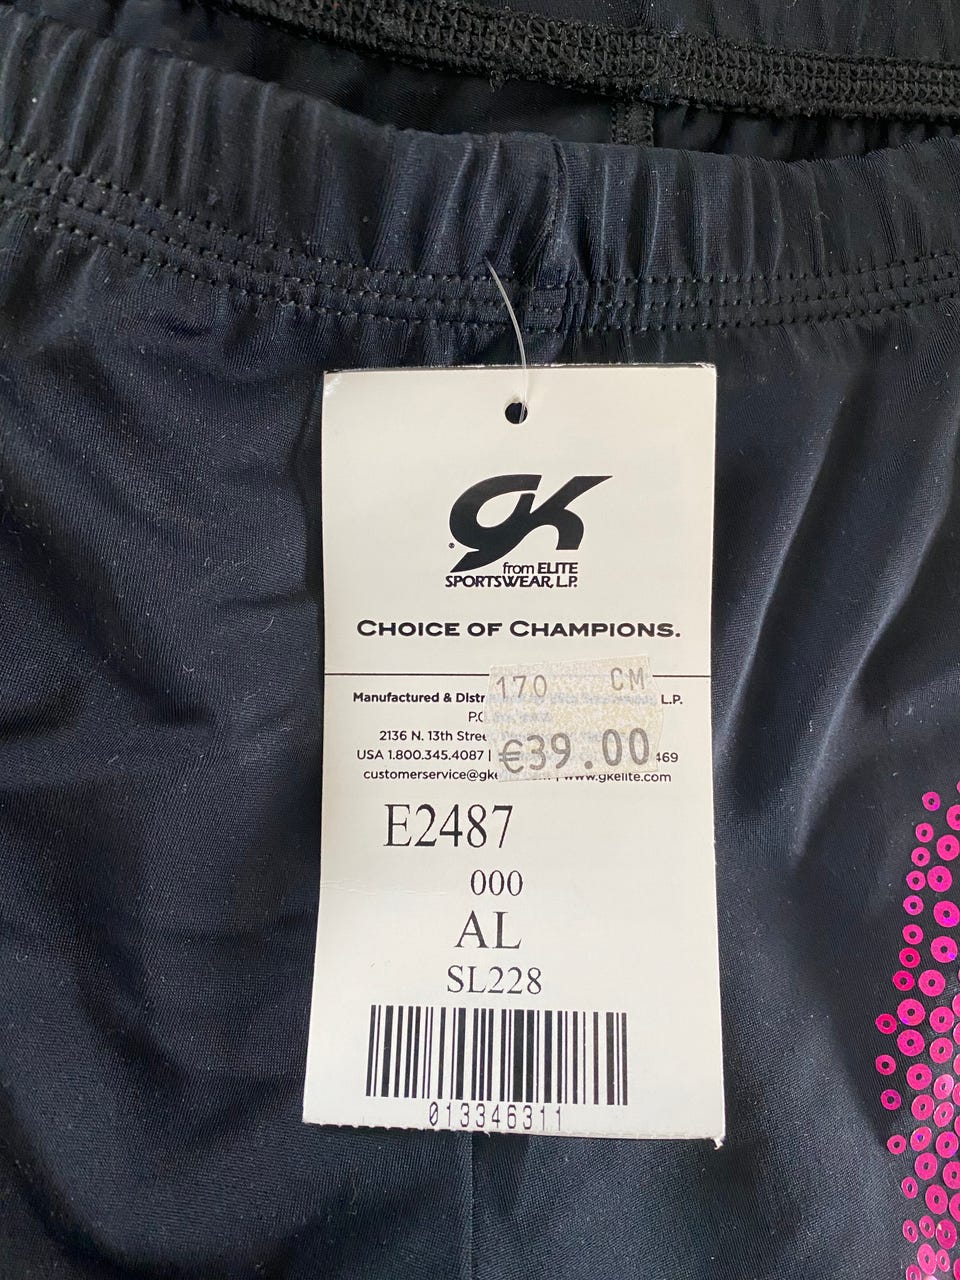 GK
®
from ELITE
SPORTSWEAR, L.P.
CHOICE OF CHAMPIONS.
170 CM
Manufactured & Distr L.P.
P.O
2136 N. 13th Stree
€39.00
USA 1.800.345.4087 | 469
customerservice@gke | www.gkelite.com
E2487
000
AL
SL228
013346311